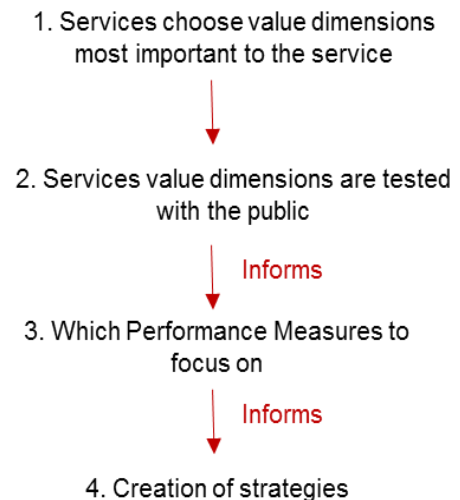 1. Services choose value dimensions
most important to the service
2. Services value dimensions are tested
with the public
Informs
3. Which Performance Measures to
focus on
Informs
4. Creation of strategies